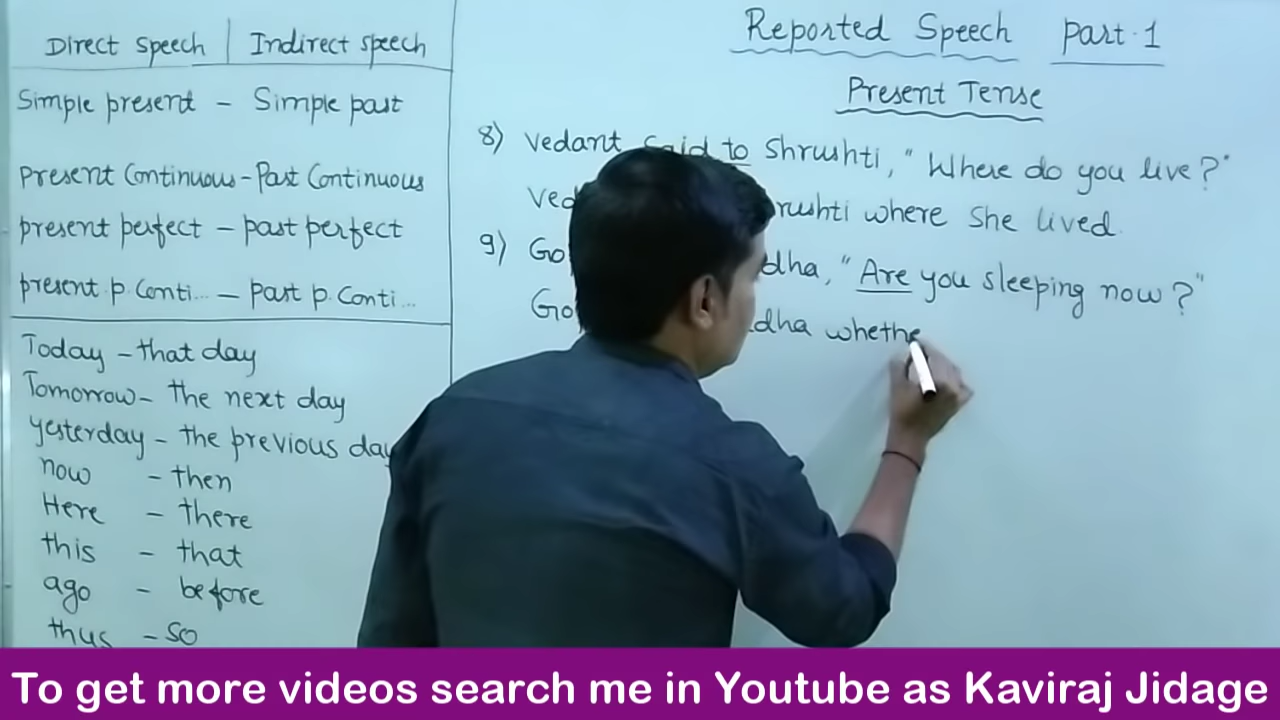 Direct Speech | Indirect speech
Simple present - Simple past
present Continuous - Past Continuous
present perfect - past perfect
present p. Conti... - past p. Conti...
Today - that day
Tomorrow - the next day
yesterday - the previous day
now - then
Here - there
this - that
ago - before
thus - so
Reported Speech Part-1
Present Tense
8) Vedant said to Shrushti, "Where do you live?"
where she lived.
9) "Are you sleeping now?"
whethe
To get more videos search me in Youtube as Kaviraj Jidage